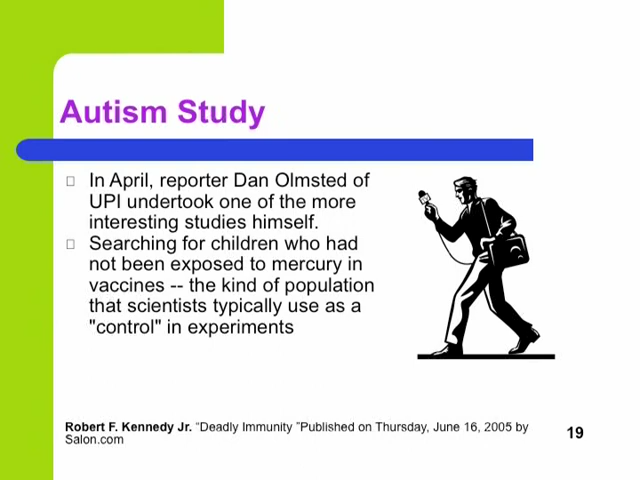 Autism Study
In April, reporter Dan Olmsted of
UPI undertook one of the more
interesting studies himself.
Searching for children who had
not been exposed to mercury in
vaccines -- the kind of population
that scientists typically use as a
"control" in experiments
Robert F. Kennedy Jr. "Deadly Immunity "Published on Thursday, June 16, 2005 by
Salon.com
19